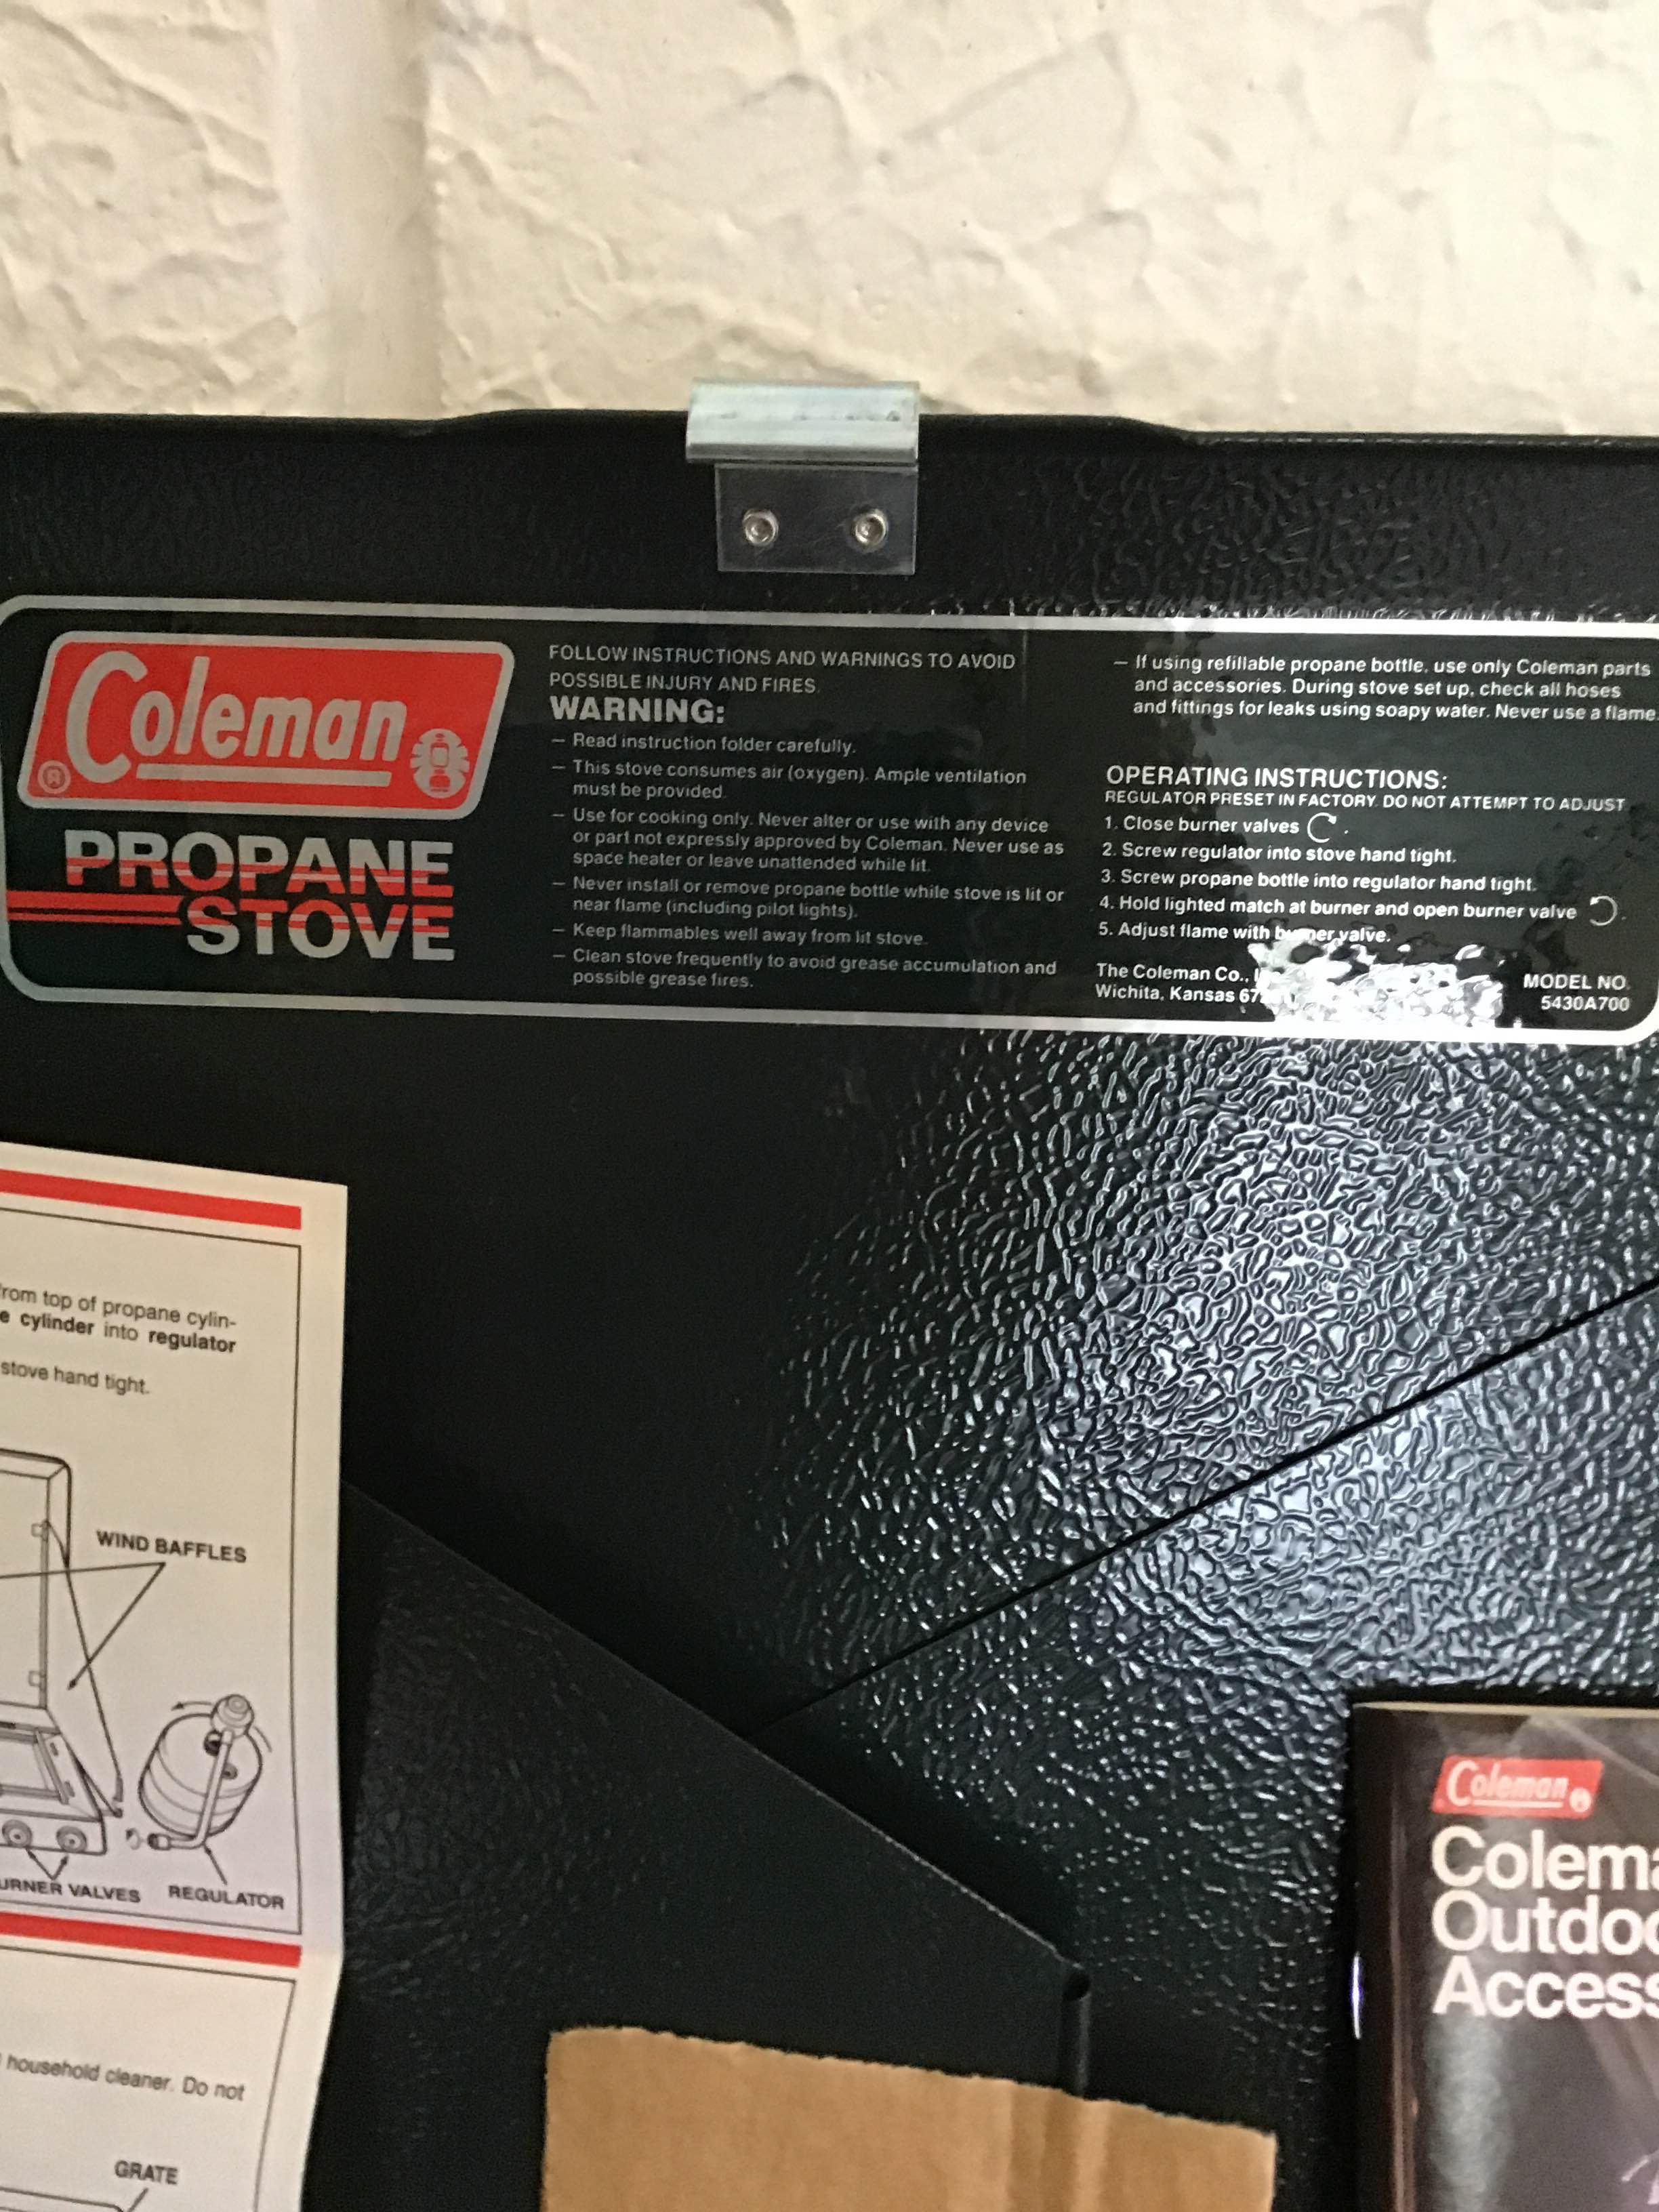 Coleman
®
PROPANE
STOVE
FOLLOW INSTRUCTIONS AND WARNINGS TO AVOID
POSSIBLE INJURY AND FIRES.
WARNING:
– Read instruction folder carefully.
– This stove consumes air (oxygen). Ample ventilation
must be provided.
– Use for cooking only. Never alter or use with any device
or part not expressly approved by Coleman. Never use as
space heater or leave unattended while lit.
– Never install or remove propane bottle while stove is lit or
near flame (including pilot lights).
– Keep flammables well away from lit stove.
– Clean stove frequently to avoid grease accumulation and
possible grease fires.
– If using refillable propane bottle, use only Coleman parts
and accessories. During stove set up, check all hoses
and fittings for leaks using soapy water. Never use a flame.
OPERATING INSTRUCTIONS:
REGULATOR PRESET IN FACTORY. DO NOT ATTEMPT TO ADJUST
1. Close burner valves
2. Screw regulator into stove hand tight.
3. Screw propane bottle into regulator hand tight.
4. Hold lighted match at burner and open burner valve
5. Adjust flame with burner valve.
The Coleman Co.,
Wichita, Kansas 67
MODEL NO.
5430A700
from top of propane cylin-
e cylinder into regulator
stove hand tight.
WIND BAFFLES
URNER VALVES
REGULATOR
household cleaner. Do not
GRATE
Coleman
Colema
Outdoo
Access